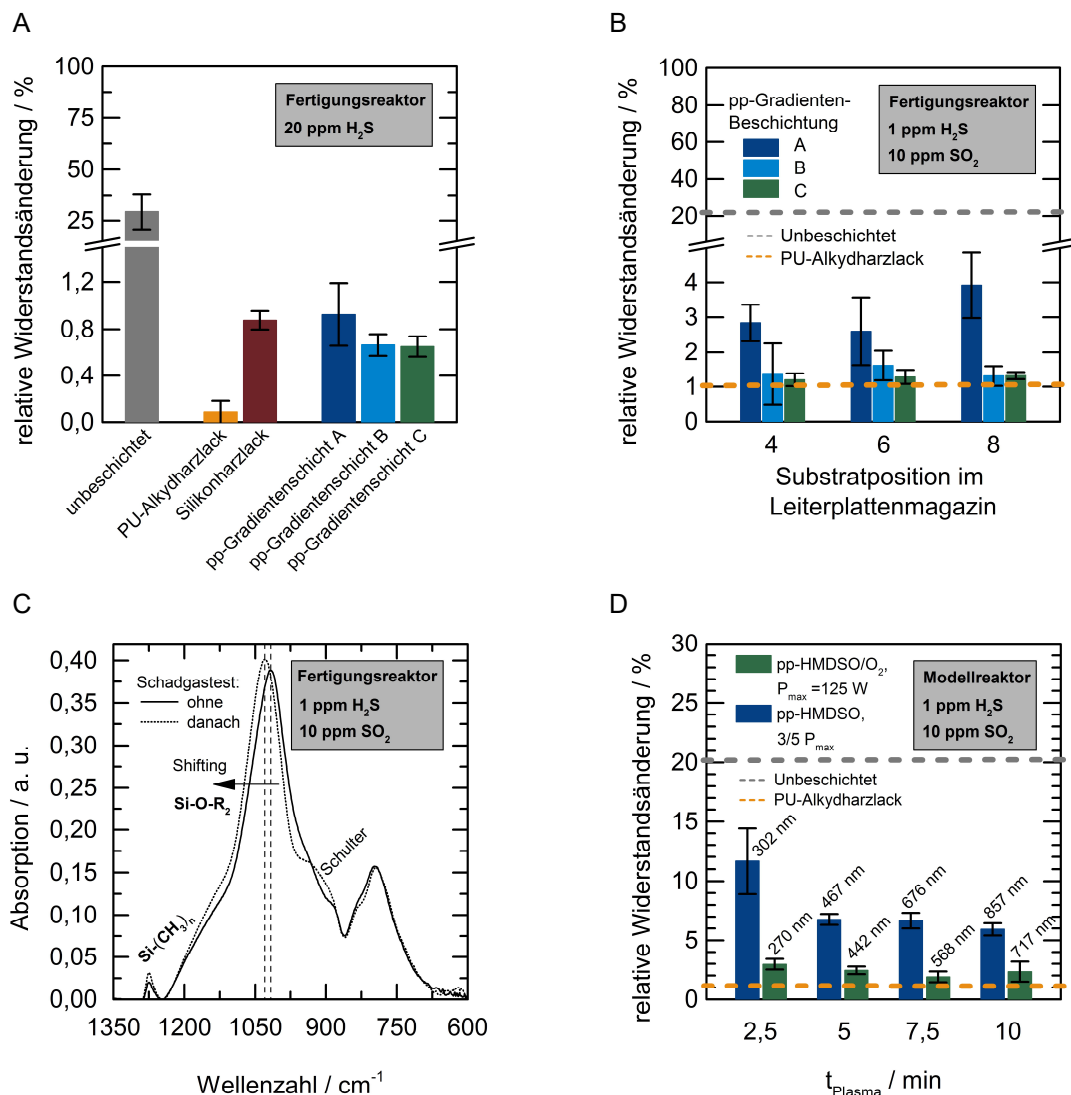 A
relative Widerstandsänderung / %
100
75
50
25
1,2
0,8
0,4
0,0
Fertigungsreaktor
20 ppm H₂S
unbeschichtet
PU-Alkydharzlack
Silikonharzlack
pp-Gradientenschicht A
pp-Gradientenschicht B
pp-Gradientenschicht C
B
relative Widerstandsänderung / %
100
80
60
40
20
4
3
2
1
0
pp-Gradienten-
Beschichtung
A
B
C
Fertigungsreaktor
1 ppm H₂S
10 ppm SO₂
Unbeschichtet
PU-Alkydharzlack
4 6 8
Substratposition im
Leiterplattenmagazin
C
Absorption / a. u.
0,40
0,35
0,30
0,25
0,20
0,15
0,10
0,05
0,00
Schadgastest:
ohne
danach
Fertigungsreaktor
1 ppm H₂S
10 ppm SO₂
Shifting
Si-O-R₂
Schulter
Si-(CH₃)ₙ
1350 1200 1050 900 750 600
Wellenzahl / cm⁻¹
D
relative Widerstandsänderung / %
30
25
20
15
10
5
0
pp-HMDSO/O₂,
Pmax =125 W
pp-HMDSO,
3/5 Pmax
Modellreaktor
1 ppm H₂S
10 ppm SO₂
Unbeschichtet
PU-Alkydharzlack
302 nm
270 nm
467 nm
442 nm
676 nm
568 nm
857 nm
717 nm
2,5 5 7,5 10
tPlasma / min